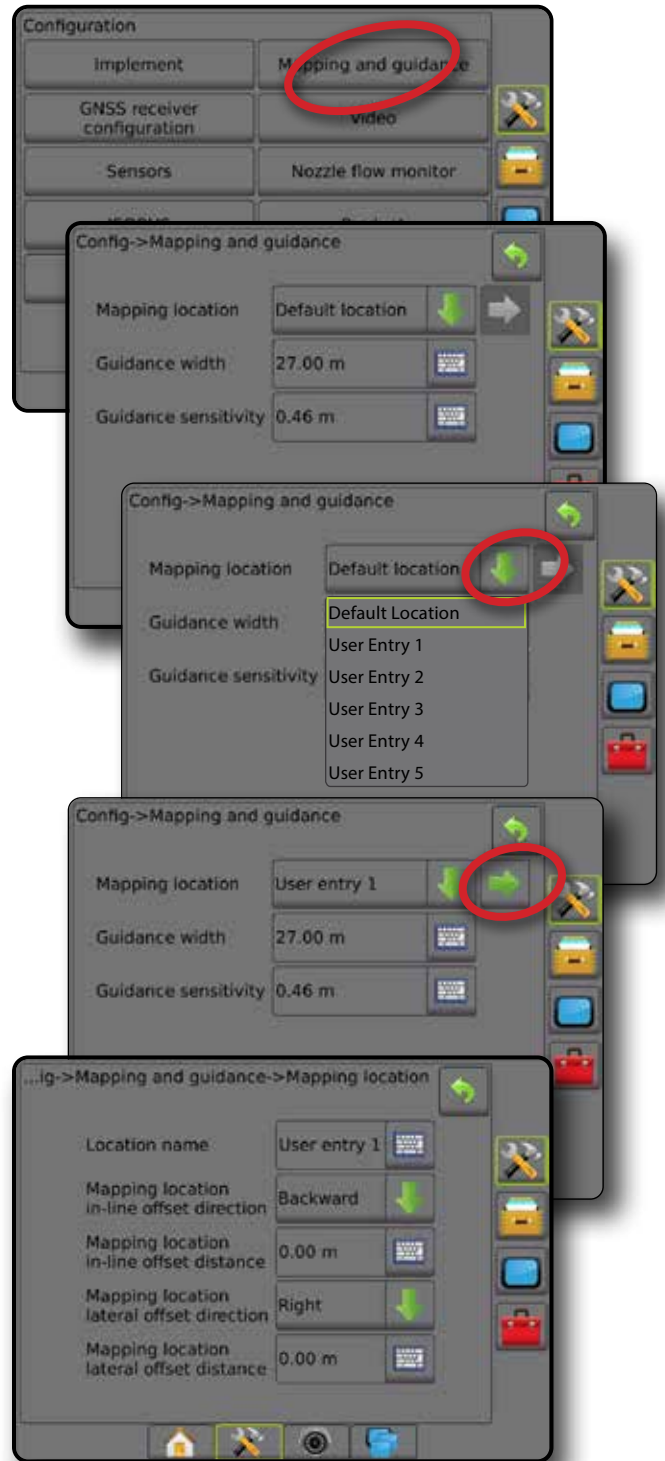 Configuration
Implement
Mapping and guidance
GNSS receiver
configuration
Video
Sensors
Nozzle flow monitor
Config->Mapping and guidance
Mapping location
Default location
Guidance width
27.00 m
Guidance sensitivity
0.46 m
Config->Mapping and guidance
Mapping location
Default location
Guidance width
Guidance sensitivity
Default Location
User Entry 1
User Entry 2
User Entry 3
User Entry 4
User Entry 5
Config->Mapping and guidance
Mapping location
User entry 1
Guidance width
27.00 m
Guidance sensitivity
0.46 m
...ig->Mapping and guidance->Mapping location
Location name
User entry 1
Mapping location
in-line offset direction
Backward
Mapping location
in-line offset distance
0.00 m
Mapping location
lateral offset direction
Right
Mapping location
lateral offset distance
0.00 m